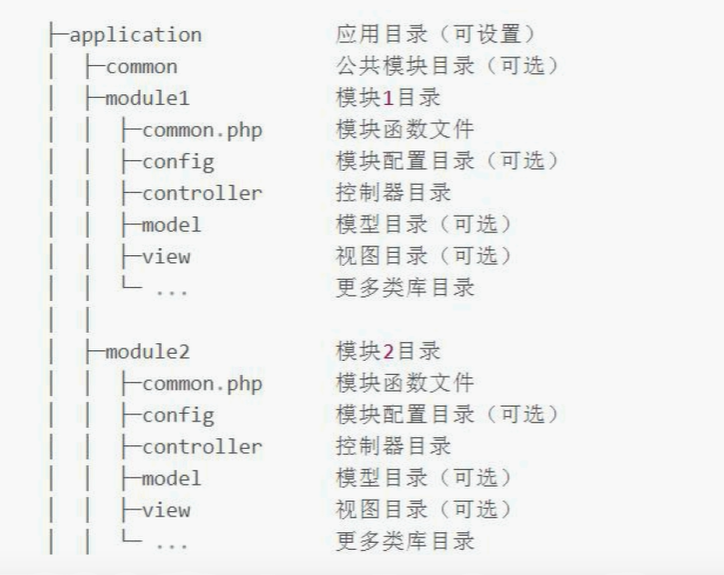 ├─application           应用目录（可设置）
│  ├─common             公共模块目录（可选）
│  ├─module1            模块1目录
│  │  ├─common.php      模块函数文件
│  │  ├─config          模块配置目录（可选）
│  │  ├─controller      控制器目录
│  │  ├─model           模型目录（可选）
│  │  ├─view            视图目录（可选）
│  │  └─ ...            更多类库目录
│  │
│  ├─module2            模块2目录
│  │  ├─common.php      模块函数文件
│  │  ├─config          模块配置目录（可选）
│  │  ├─controller      控制器目录
│  │  ├─model           模型目录（可选）
│  │  ├─view            视图目录（可选）
│  │  └─ ...            更多类库目录